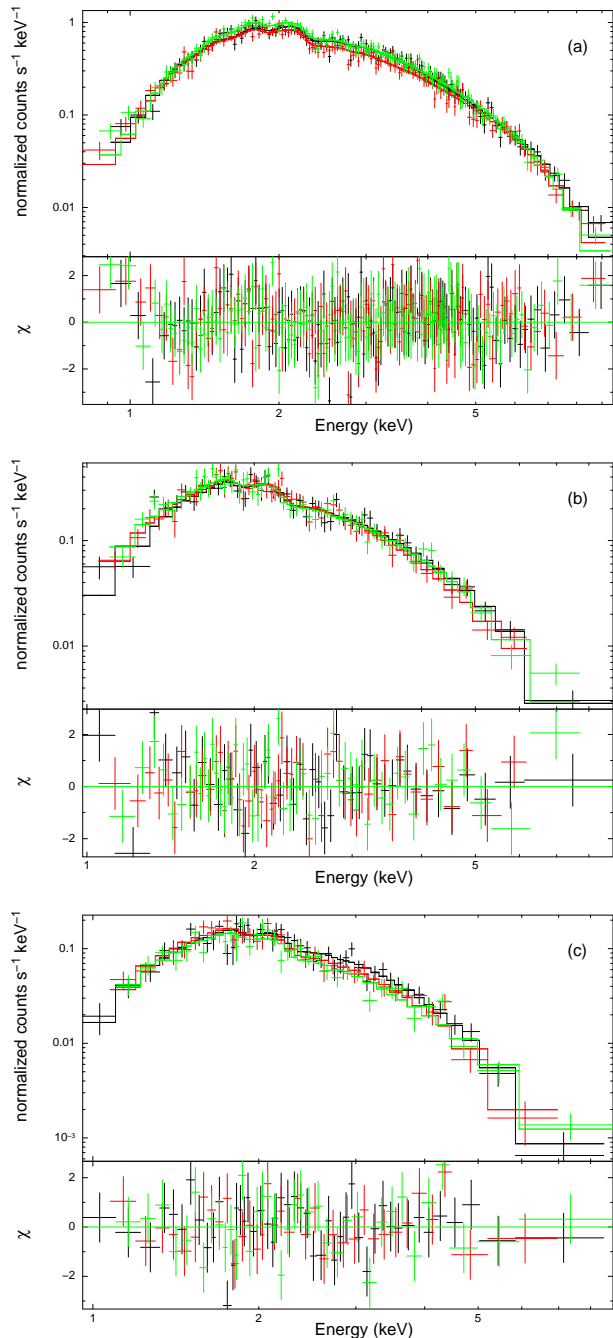 (a)
normalized counts s⁻¹ keV⁻¹
1
0.1
0.01
χ
2
0
−2
1 2 5
Energy (keV)
(b)
normalized counts s⁻¹ keV⁻¹
0.1
0.01
χ
2
0
−2
1 2 5
Energy (keV)
(c)
normalized counts s⁻¹ keV⁻¹
0.1
0.01
10⁻³
χ
2
0
−2
1 2 5
Energy (keV)